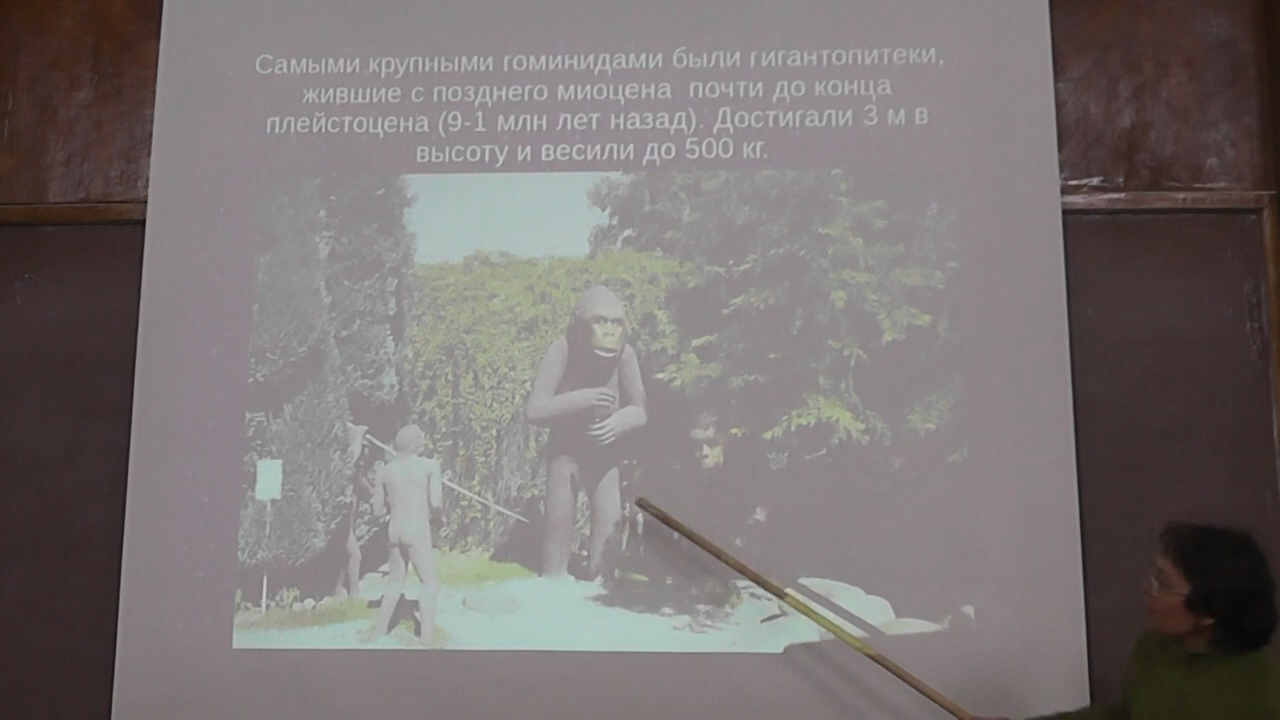 Самыми крупными гоминидами были гигантопитеки,
жившие с позднего миоцена почти до конца
плейстоцена (9-1 млн лет назад). Достигали 3 м в
высоту и весили до 500 кг.